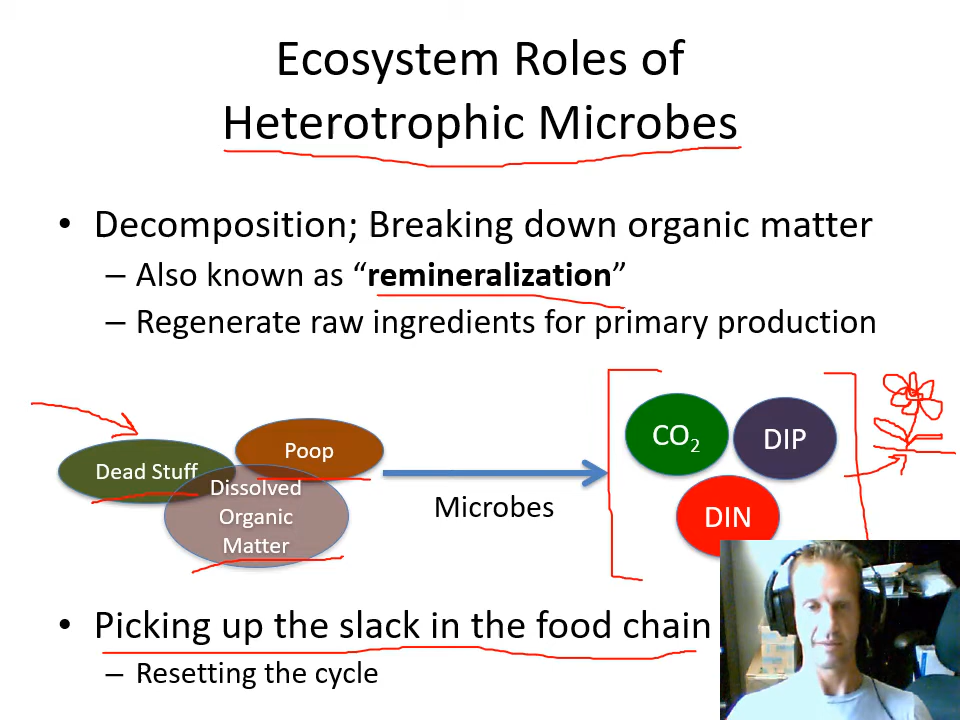 Ecosystem Roles of
Heterotrophic Microbes
• Decomposition; Breaking down organic matter
– Also known as “remineralization”
– Regenerate raw ingredients for primary production
Dead Stuff
Poop
Dissolved
Organic
Matter
Microbes
CO₂
DIP
DIN
• Picking up the slack in the food chain
– Resetting the cycle